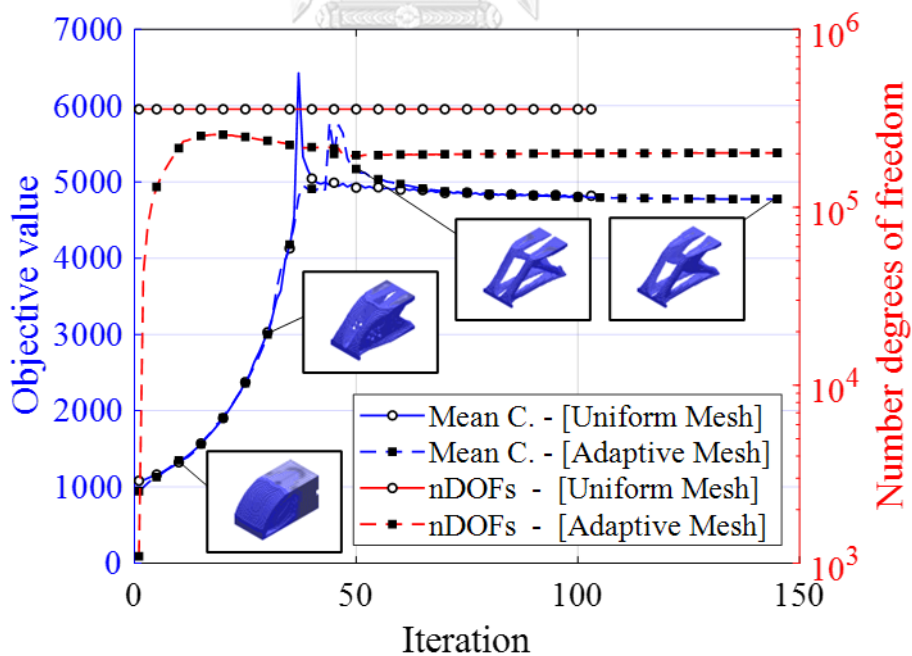 7000
6000
5000
4000
3000
2000
1000
0
Objective value
10^6
10^5
10^4
10^3
Number degrees of freedom
Mean C. - [Uniform Mesh]
Mean C. - [Adaptive Mesh]
nDOFs - [Uniform Mesh]
nDOFs - [Adaptive Mesh]
0 50 100 150
Iteration